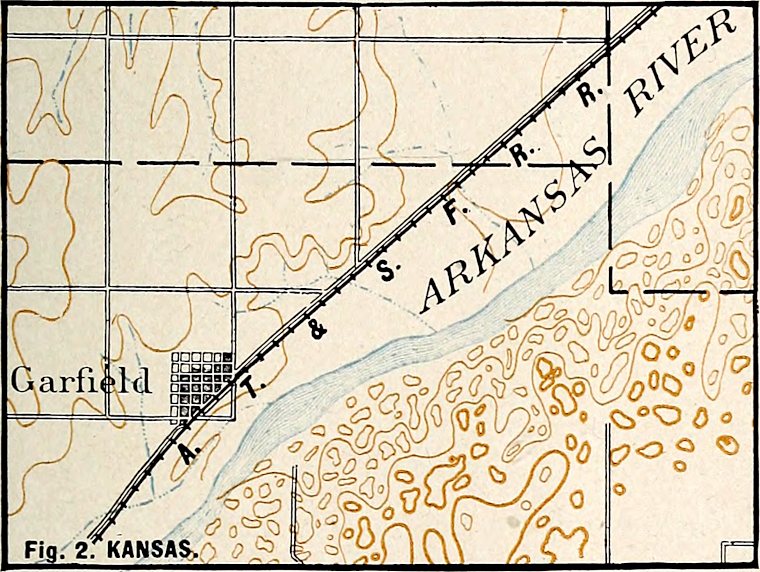 ARKANSAS RIVER
A. T. & S. F. R. R.
Garfield
Fig. 2. KANSAS.